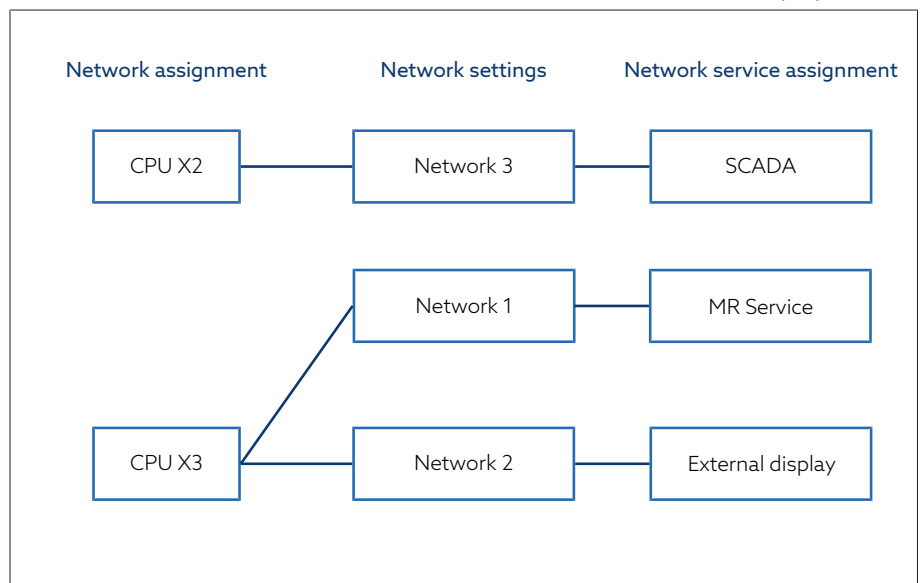 Network assignment
Network settings
Network service assignment
CPU X2
Network 3
SCADA
Network 1
MR Service
CPU X3
Network 2
External display